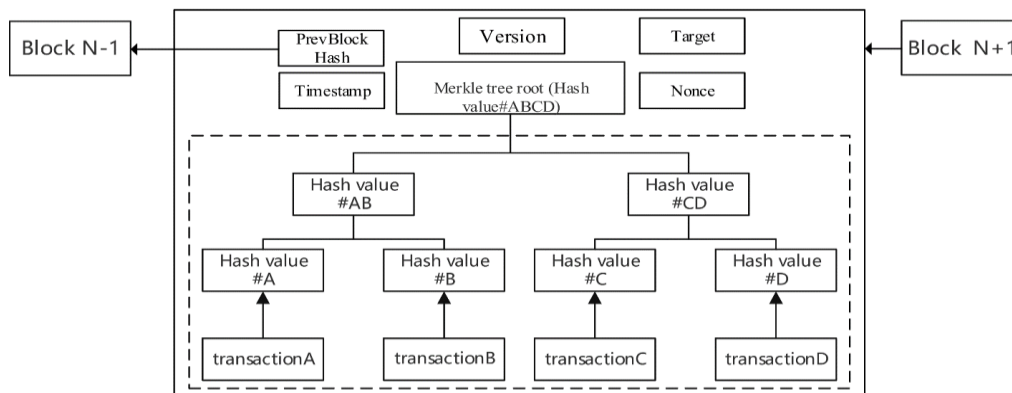 Block N-1
PrevBlock
Hash
Version
Target
Block N+1
Timestamp
Merkle tree root (Hash
value#ABCD)
Nonce
Hash value
#AB
Hash value
#CD
Hash value
#A
Hash value
#B
Hash value
#C
Hash value
#D
transactionA
transactionB
transactionC
transactionD